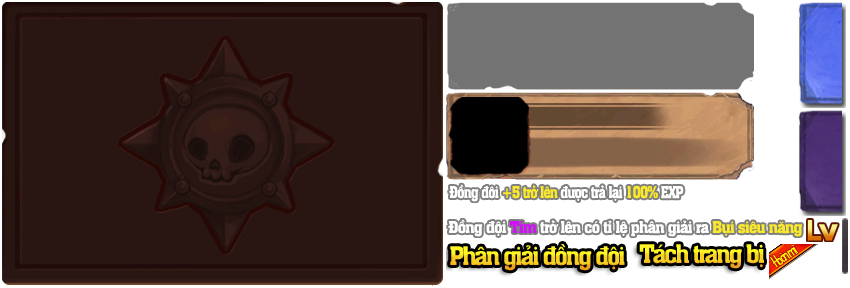 Đồng đội +5 trở lên được trả lại 100% EXP
Đồng đội Tím trở lên có tỉ lệ phân giải ra Bụi siêu năng
Lv
Phân giải đồng đội
Tách trang bị